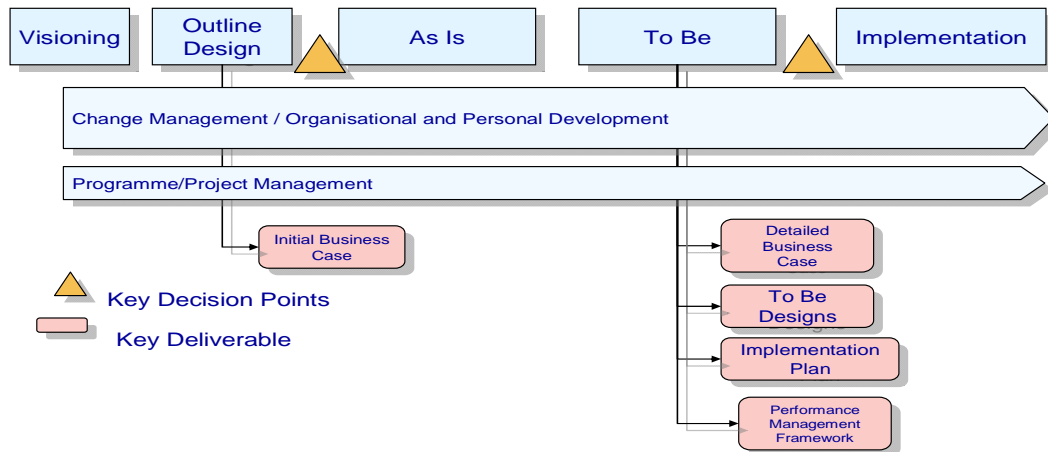 Visioning
Outline
Design
As Is
To Be
Implementation
Change Management / Organisational and Personal Development
Programme/Project Management
Initial Business
Case
Detailed
Business
Case
Key Decision Points
To Be
Designs
Key Deliverable
Implementation
Plan
Performance
Management
Framework